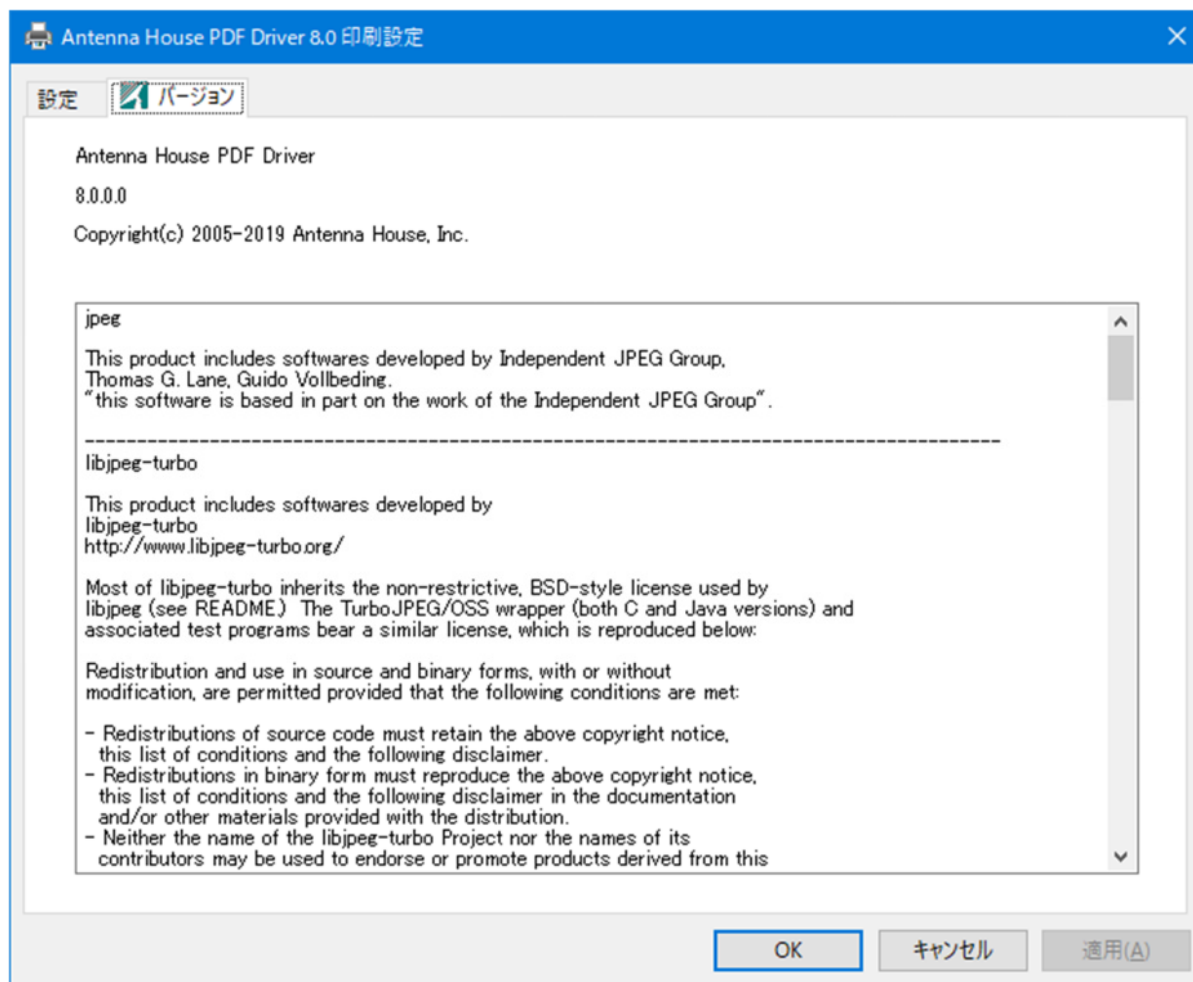 Antenna House PDF Driver 8.0 印刷設定
設定
バージョン
Antenna House PDF Driver
8.0.0.0
Copyright(c) 2005-2019 Antenna House, Inc.
jpeg
This product includes softwares developed by Independent JPEG Group,
Thomas G. Lane, Guido Vollbeding.
"this software is based in part on the work of the Independent JPEG Group".
----------------------------------------------------------------------------------------
libjpeg-turbo
This product includes softwares developed by
libjpeg-turbo
http://www.libjpeg-turbo.org/
Most of libjpeg-turbo inherits the non-restrictive, BSD-style license used by
libjpeg (see README.)  The TurboJPEG/OSS wrapper (both C and Java versions) and
associated test programs bear a similar license, which is reproduced below:
Redistribution and use in source and binary forms, with or without
modification, are permitted provided that the following conditions are met:
- Redistributions of source code must retain the above copyright notice,
this list of conditions and the following disclaimer.
- Redistributions in binary form must reproduce the above copyright notice,
this list of conditions and the following disclaimer in the documentation
and/or other materials provided with the distribution.
- Neither the name of the libjpeg-turbo Project nor the names of its
contributors may be used to endorse or promote products derived from this
OK
キャンセル
適用(A)